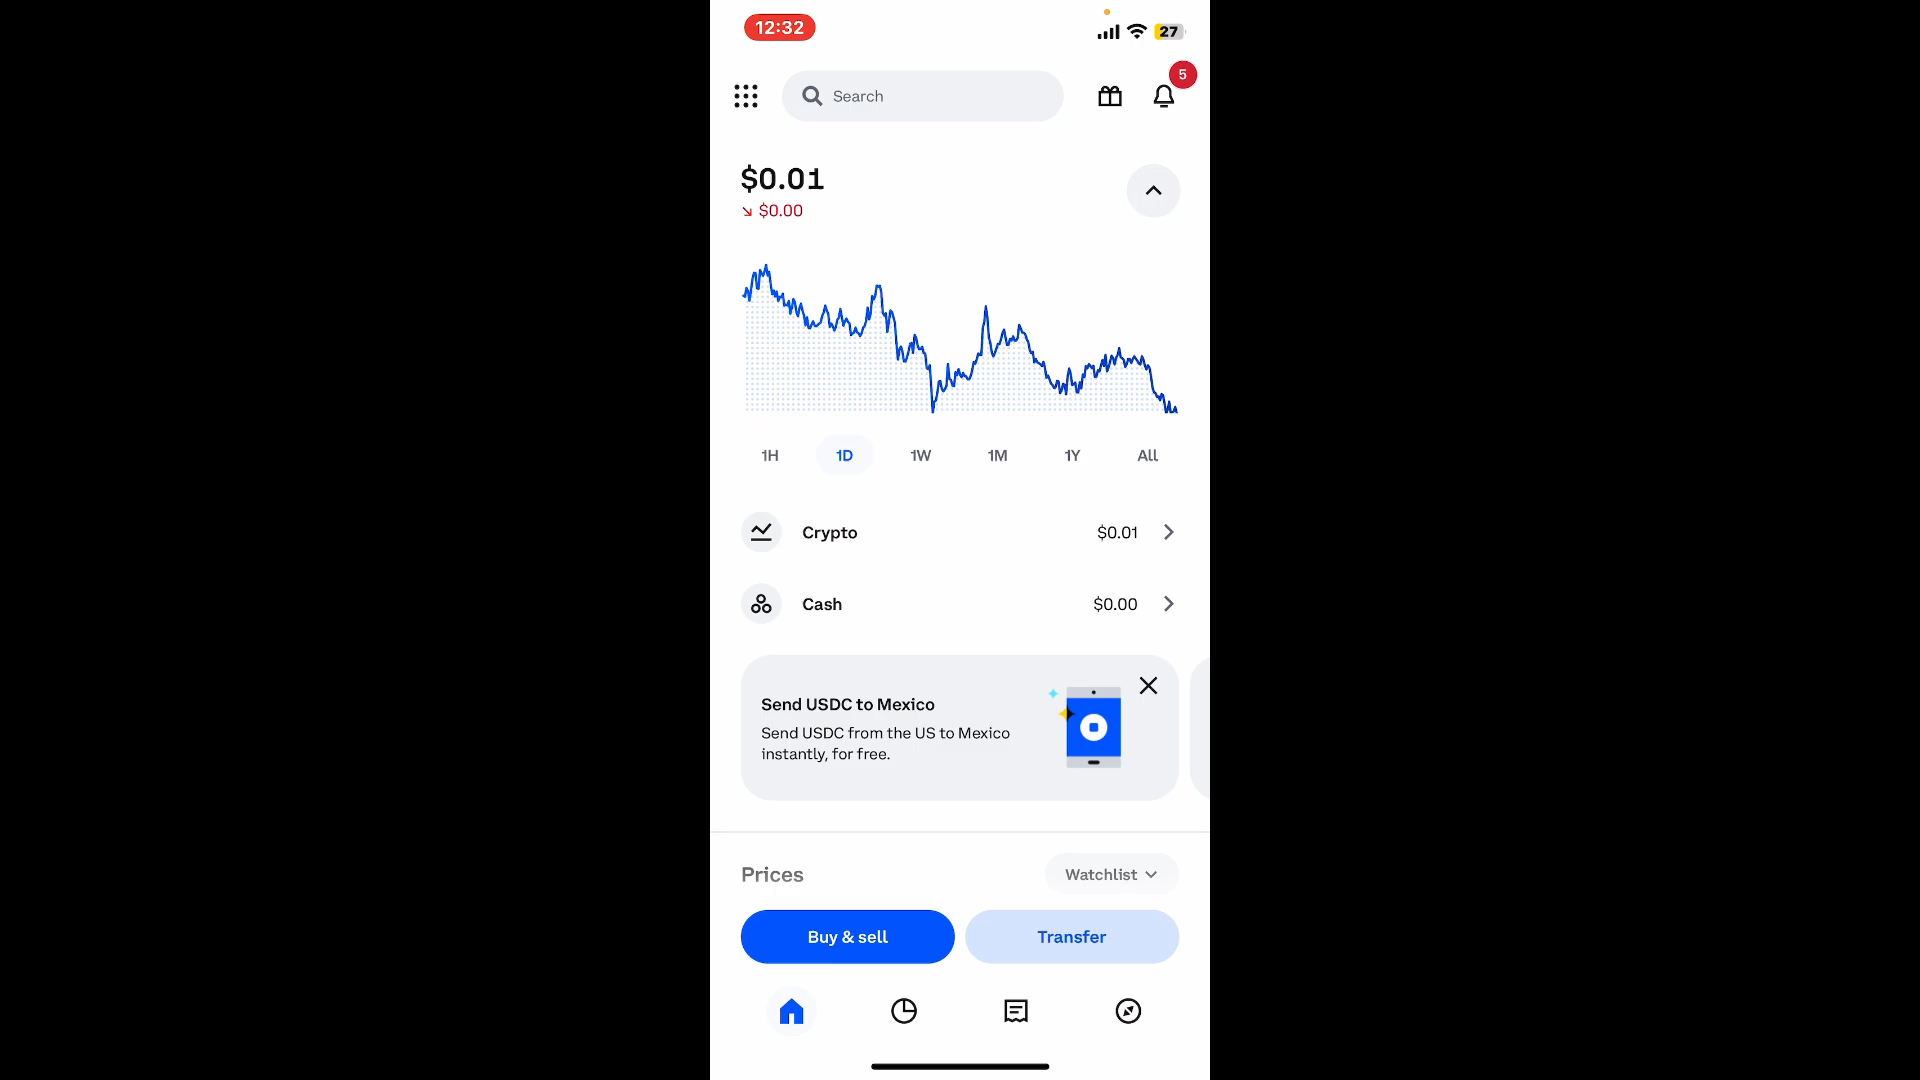 12:32
27
Search
5
$0.01
↘ $0.00
1H 1D 1W 1M 1Y All
Crypto $0.01
Cash $0.00
Send USDC to Mexico
Send USDC from the US to Mexico
instantly, for free.
Prices Watchlist
Buy & sell Transfer